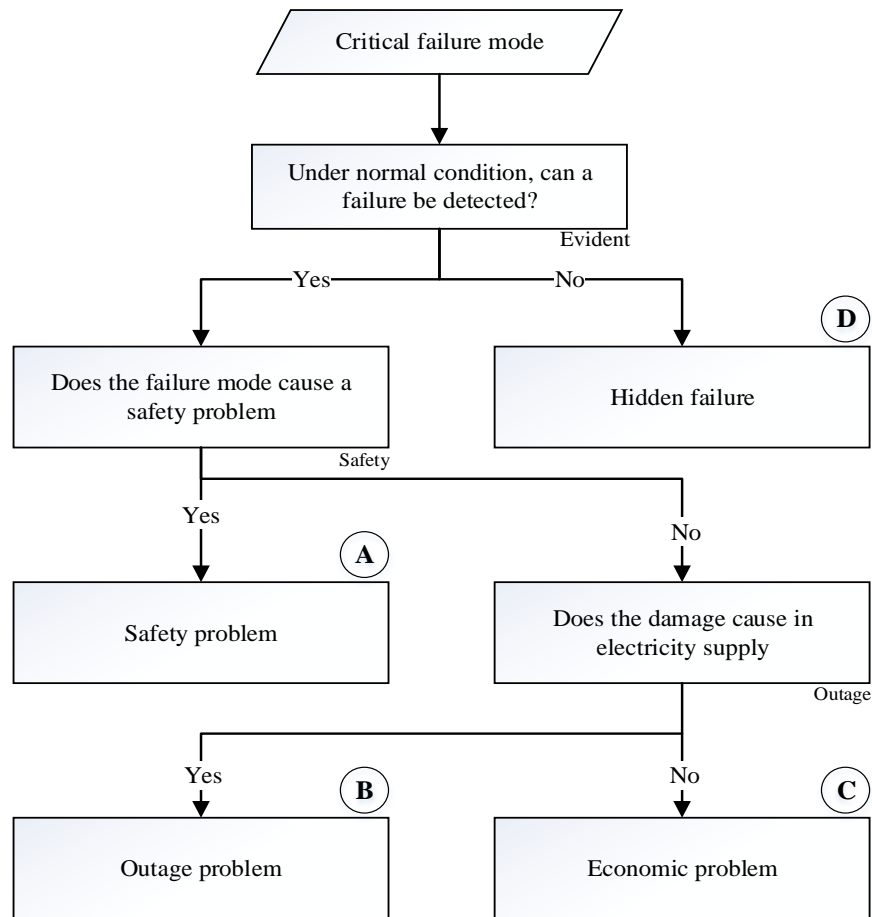 Critical failure mode
Under normal condition, can a
failure be detected?
Evident
Yes
No
D
Does the failure mode cause a
safety problem
Safety
Hidden failure
Yes
No
A
Safety problem
Does the damage cause in
electricity supply
Outage
Yes
No
B
C
Outage problem
Economic problem